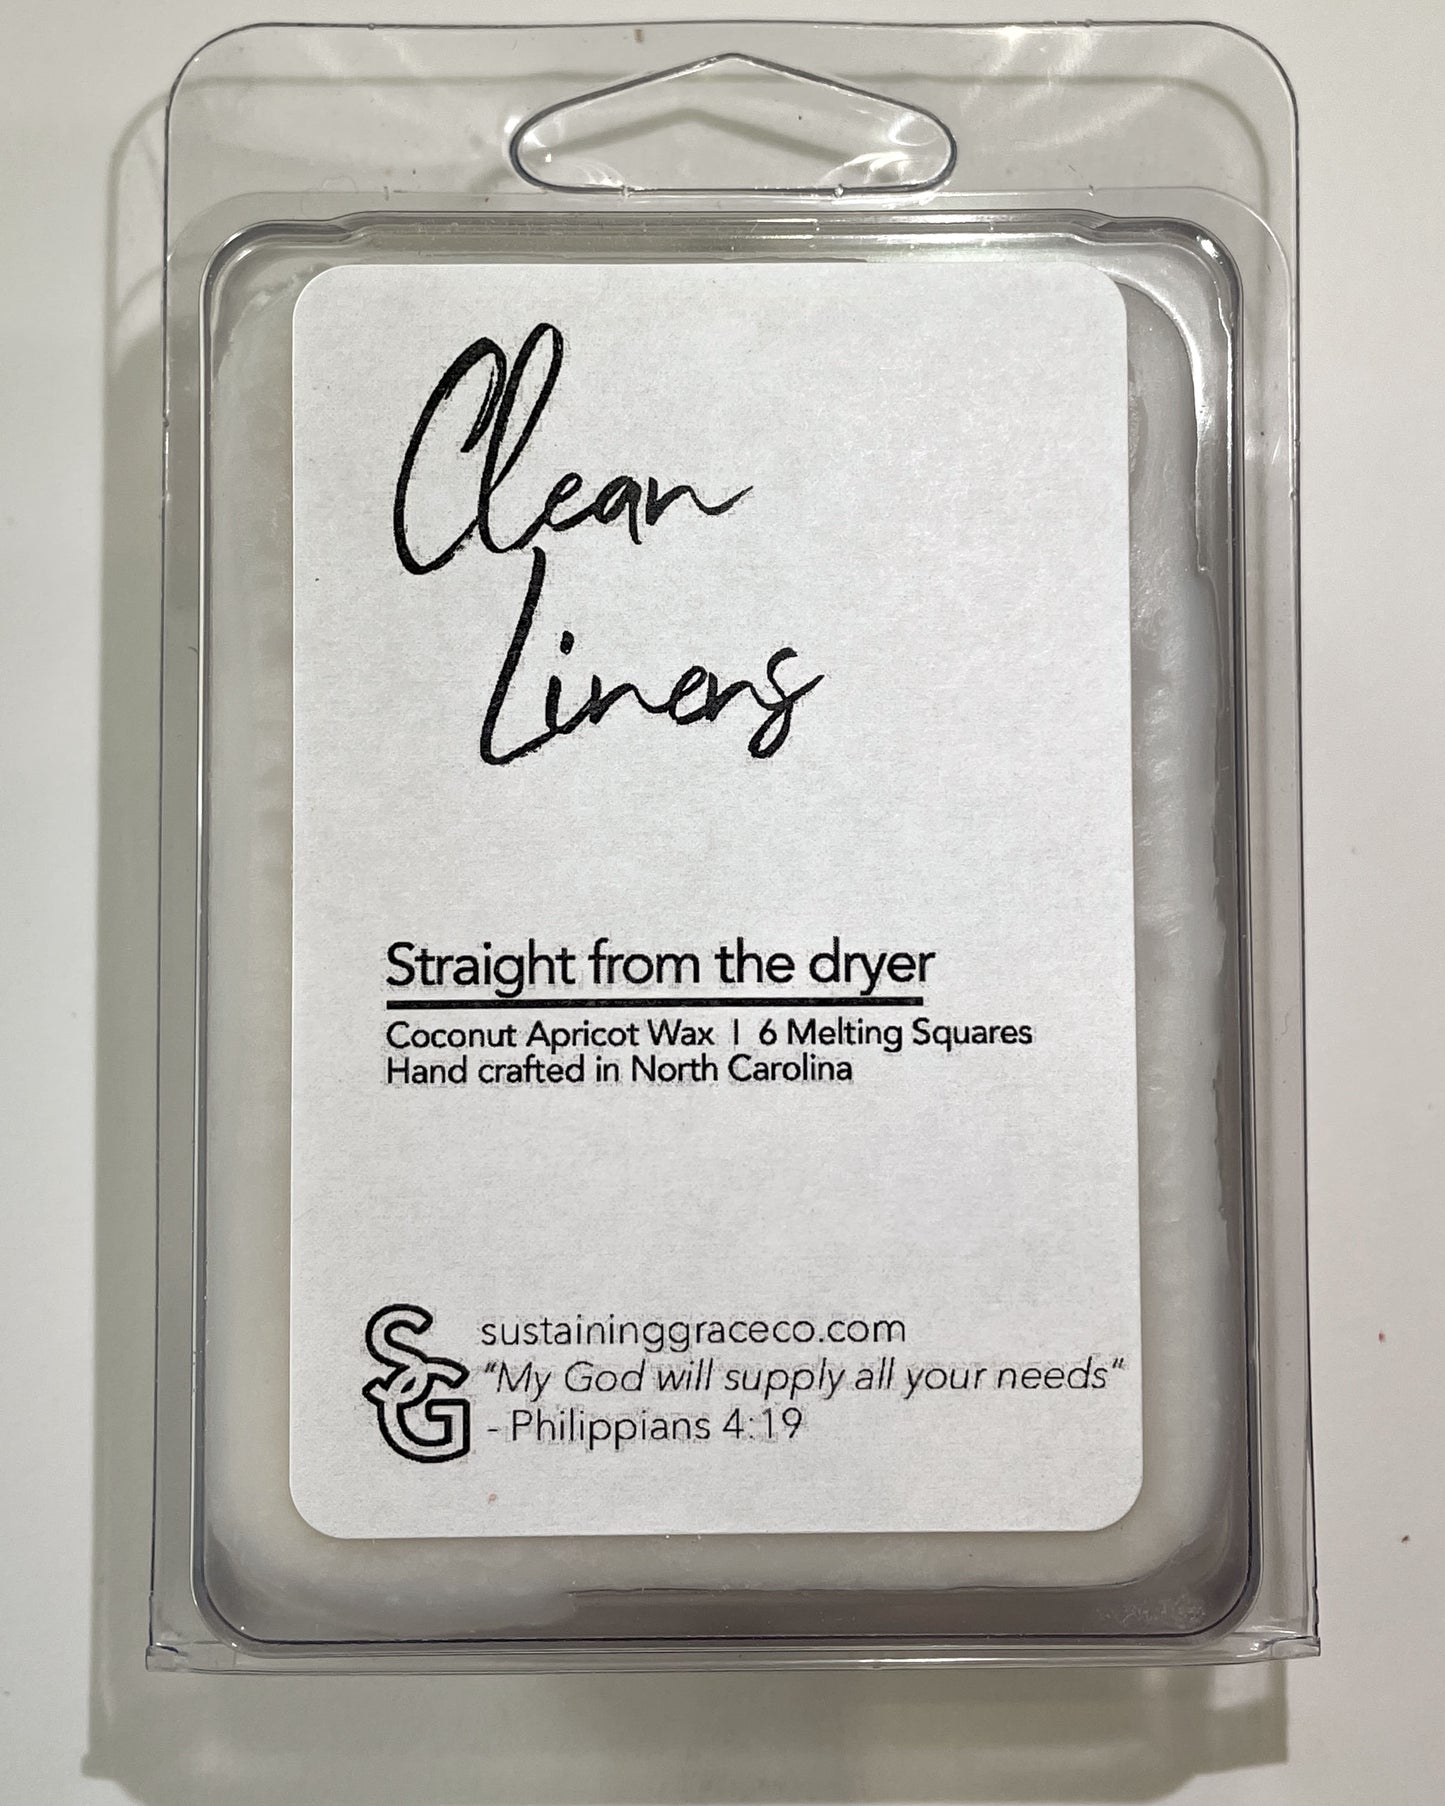 Clean
Linens
Straight from the dryer
Coconut Apricot Wax | 6 Melting Squares
Hand crafted in North Carolina
SG
sustaininggraceco.com
"My God will supply all your needs"
- Philippians 4:19